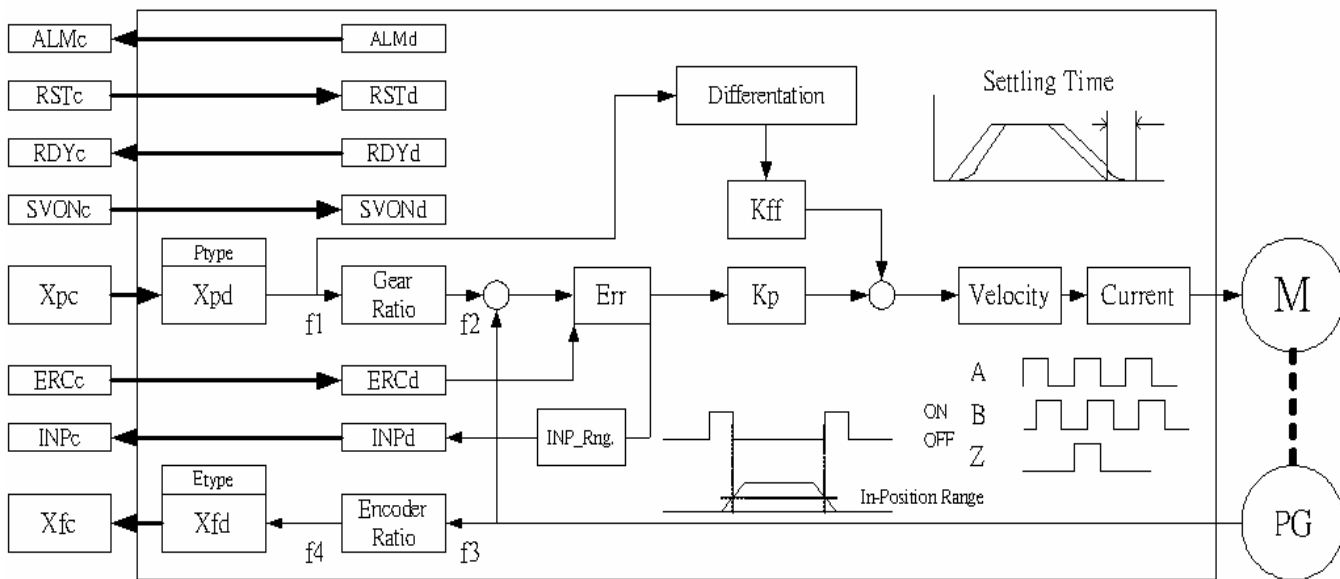 ALMc
ALMd
RSTc
RSTd
Differentation
Settling Time
RDYc
RDYd
SVONc
SVONd
Kff
Ptype
Xpc
Xpd
Gear
Ratio
Err
Kp
Velocity
Current
M
f1
f2
ERCc
ERCd
A
INPc
INPd
INP_Rng.
ON
OFF
B
Z
Etype
In-Position Range
Xfc
Xfd
Encoder
Ratio
PG
f4
f3